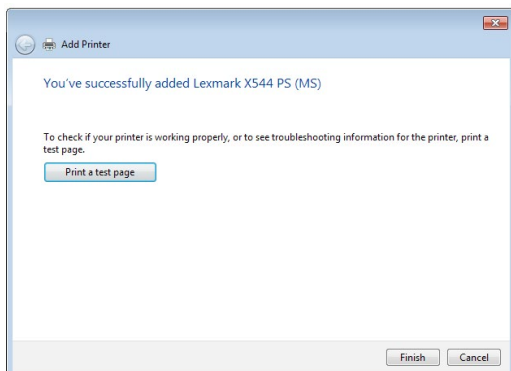 Add Printer
You've successfully added Lexmark X544 PS (MS)
To check if your printer is working properly, or to see troubleshooting information for the printer, print a
test page.
Print a test page
Finish Cancel